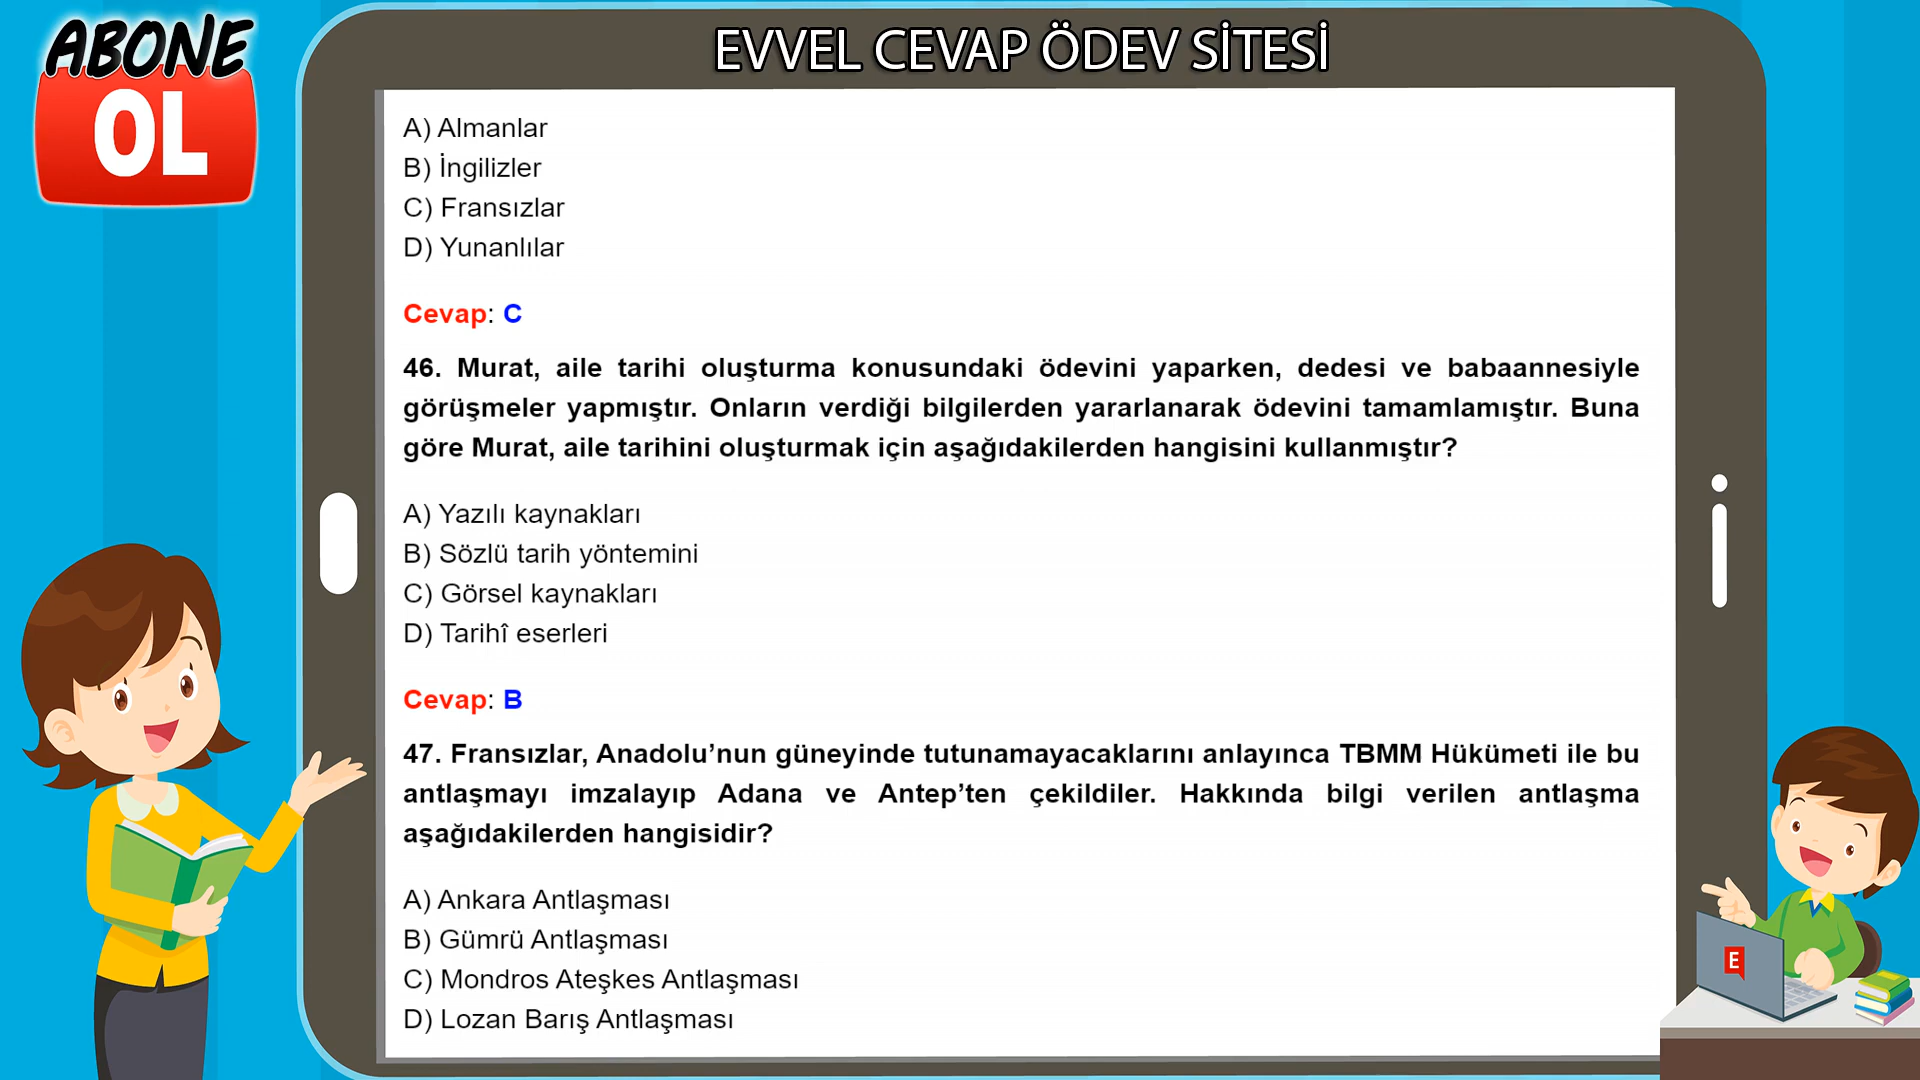 ABONE
OL
EVVEL CEVAP ÖDEV SİTESİ
A) Almanlar
B) İngilizler
C) Fransızlar
D) Yunanlılar
Cevap: C
46. Murat, aile tarihi oluşturma konusundaki ödevini yaparken, dedesi ve babaannesiyle
görüşmeler yapmıştır. Onların verdiği bilgilerden yararlanarak ödevini tamamlamıştır. Buna
göre Murat, aile tarihini oluşturmak için aşağıdakilerden hangisini kullanmıştır?
A) Yazılı kaynakları
B) Sözlü tarih yöntemini
C) Görsel kaynakları
D) Tarihî eserleri
Cevap: B
47. Fransızlar, Anadolu’nun güneyinde tutunamayacaklarını anlayınca TBMM Hükümeti ile bu
antlaşmayı imzalayıp Adana ve Antep’ten çekildiler. Hakkında bilgi verilen antlaşma
aşağıdakilerden hangisidir?
A) Ankara Antlaşması
B) Gümrü Antlaşması
C) Mondros Ateşkes Antlaşması
D) Lozan Barış Antlaşması
E